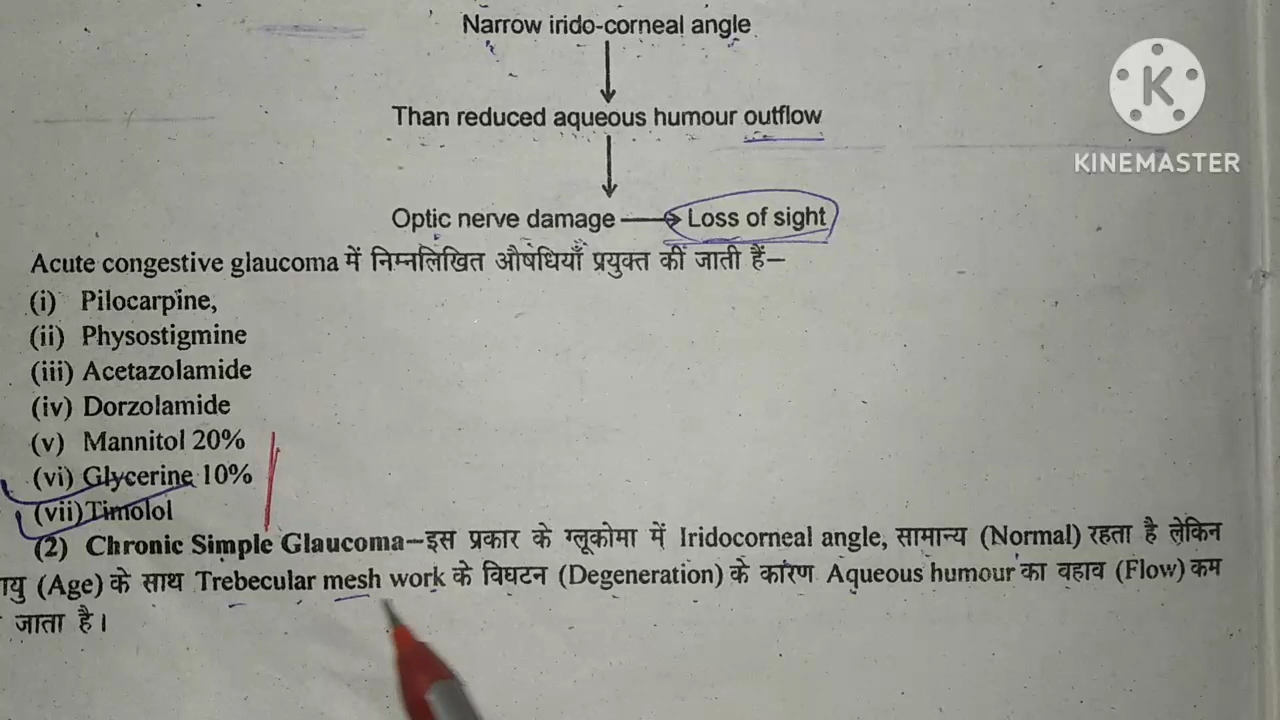 Narrow irido-corneal angle
Than reduced aqueous humour outflow
Optic nerve damage → Loss of sight
Acute congestive glaucoma में निम्नलिखित औषधियाँ प्रयुक्त कीं जाती हैं–
(i) Pilocarpine,
(ii) Physostigmine
(iii) Acetazolamide
(iv) Dorzolamide
(v) Mannitol 20%
(vi) Glycerine 10%
(vii) Timolol
(2) Chronic Simple Glaucoma–इस प्रकार के ग्लूकोमा में Iridocorneal angle, सामान्य (Normal) रहता है लेकिन
(Age) के साथ Trebecular mesh work के विघटन (Degeneration) के कारण Aqueous humour का वहाव (Flow) कम
जाता है।
K
KINEMASTER